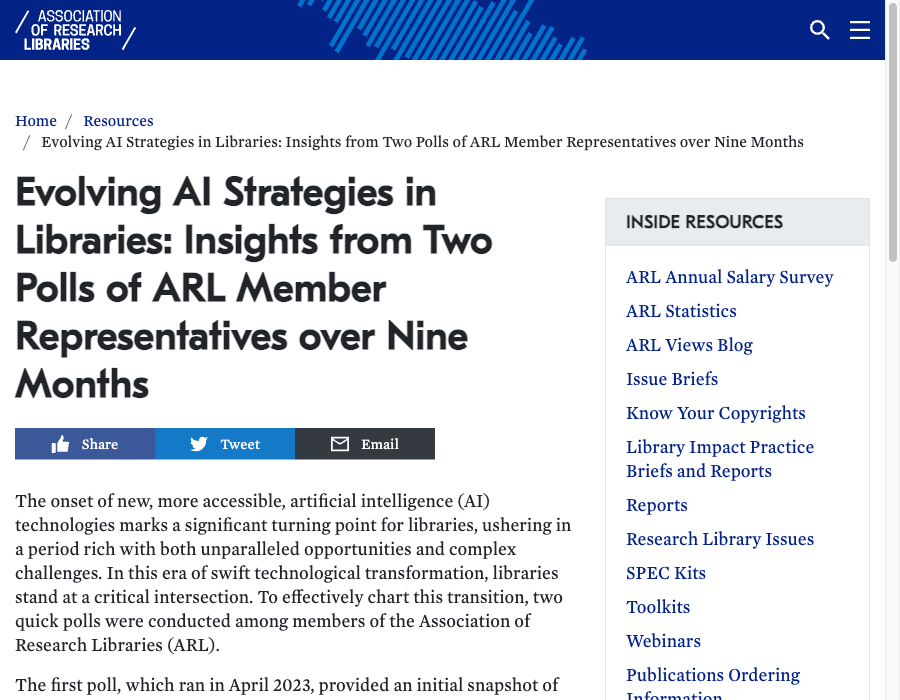 ASSOCIATION
OF RESEARCH
LIBRARIES
Home / Resources
/ Evolving AI Strategies in Libraries: Insights from Two Polls of ARL Member Representatives over Nine Months
Evolving AI Strategies in
Libraries: Insights from Two
Polls of ARL Member
Representatives over Nine
Months
Share
Tweet
Email
The onset of new, more accessible, artificial intelligence (AI)
technologies marks a significant turning point for libraries, ushering in
a period rich with both unparalleled opportunities and complex
challenges. In this era of swift technological transformation, libraries
stand at a critical intersection. To effectively chart this transition, two
quick polls were conducted among members of the Association of
Research Libraries (ARL).
The first poll, which ran in April 2023, provided an initial snapshot of
INSIDE RESOURCES
ARL Annual Salary Survey
ARL Statistics
ARL Views Blog
Issue Briefs
Know Your Copyrights
Library Impact Practice
Briefs and Reports
Reports
Research Library Issues
SPEC Kits
Toolkits
Webinars
Publications Ordering
Information